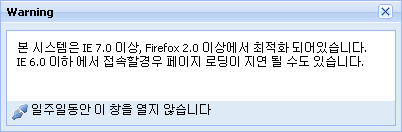 Warning
본 시스템은 IE 7.0 이상, Firefox 2.0 이상에서 최적화 되어있습니다.
IE 6.0 이하 에서 접속할경우 페이지 로딩이 지연 될 수도 있습니다.
일주일동안 이 창을 열지 않습니다